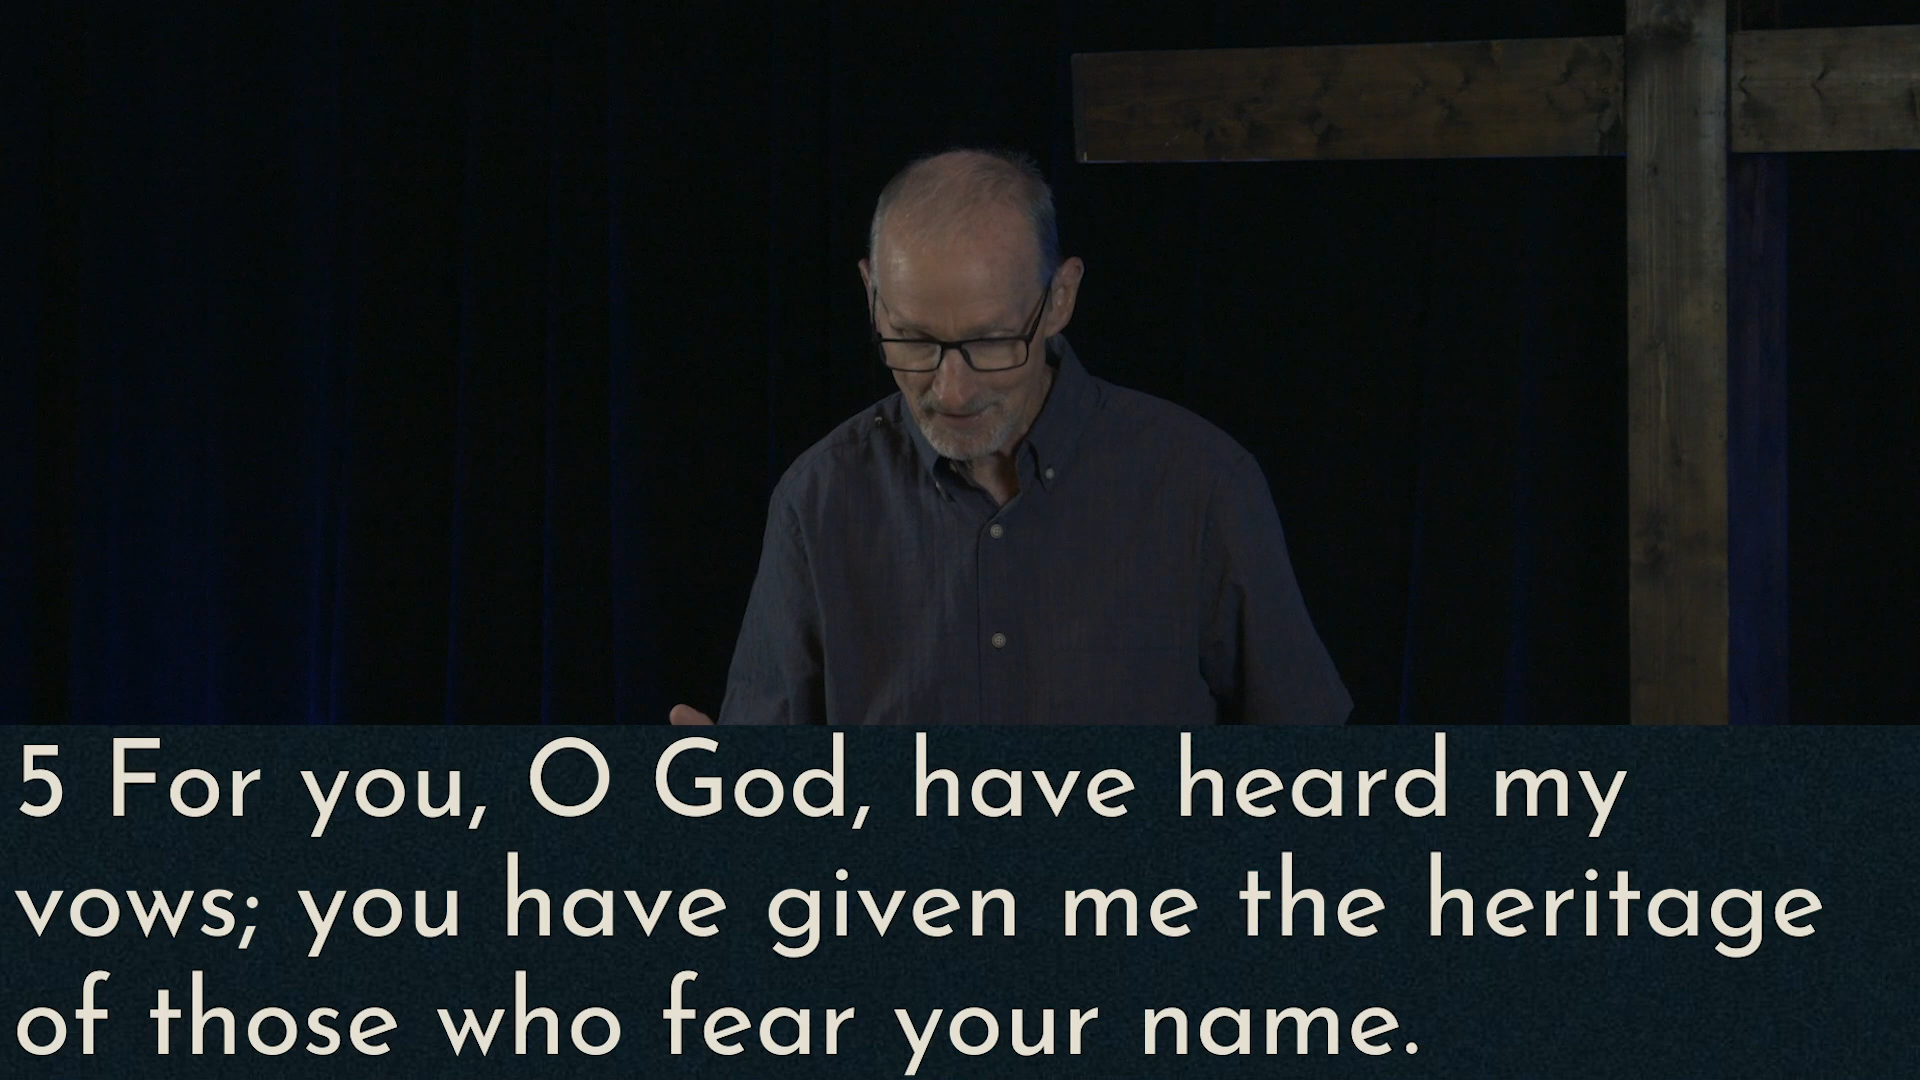 5 For you, O God, have heard my
vows; you have given me the heritage
of those who fear your name.